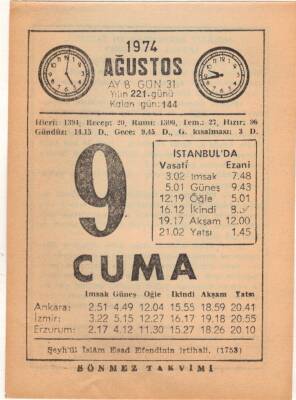 1974
AĞUSTOS
AY 8 GÜN 31
Yılın 221. günü
Kalan gün: 144
Hicri: 1394, Recep: 20, Rumi: 1390, Tem.: 27, Hızır; 96
Gündüz: 14.15 D., Gece: 9.45 D., G. kısalması: 3 D.
9
İSTANBUL'DA
Vasatî Ezanî
3.02 İmsak 7.48
5.01 Güneş 9.43
12.19 Öğle 5.01
16.12 İkindi
19.17 Akşam 12.00
21.02 Yatsı 1.45
CUMA
İmsak Güneş Öğle İkindi Akşam Yatsı
Ankara: 2.51 4.49 12.04 15.55 18.59 20.41
İzmir: 3.22 5.15 12.27 16.17 19.18 20.55
Erzurum: 2.17 4.12 11.30 15.27 18.26 20.10
Şeyh'ül İslâm Esad Efendinin irtihali, (1753)
SÖNMEZ TAKVİMİ